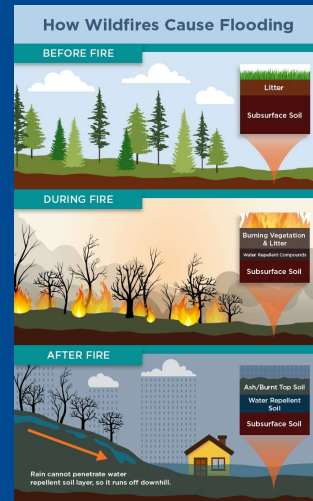 How Wildfires Cause Flooding
BEFORE FIRE
Litter
Subsurface Soil
DURING FIRE
Burning Vegetation
& Litter
Water Repellent Compounds
Subsurface Soil
AFTER FIRE
Ash/Burnt Top Soil
Water Repellent
Soil
Subsurface Soil
Rain cannot penetrate water
repellent soil layer, so it runs off downhill.